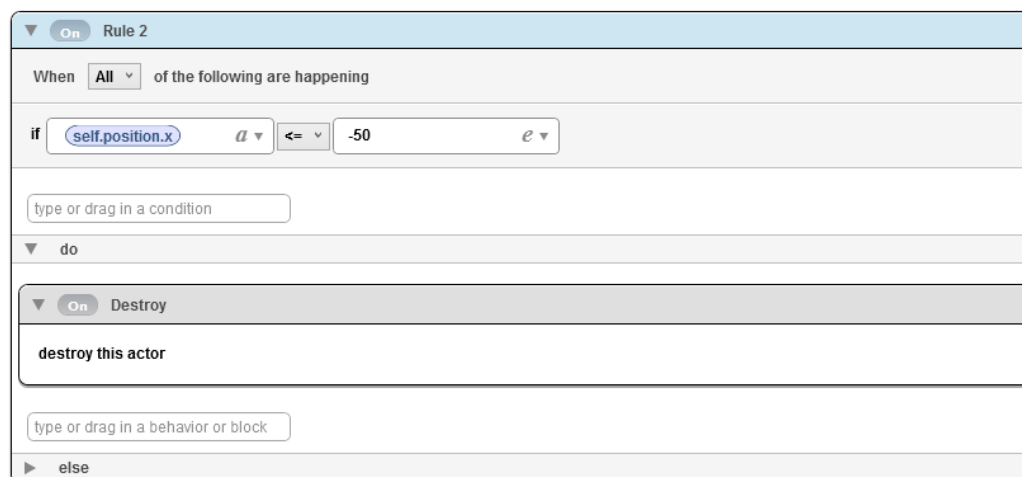 On Rule 2
When All of the following are happening
if self.position.x a <= -50 e
type or drag in a condition
do
On Destroy
destroy this actor
type or drag in a behavior or block
else